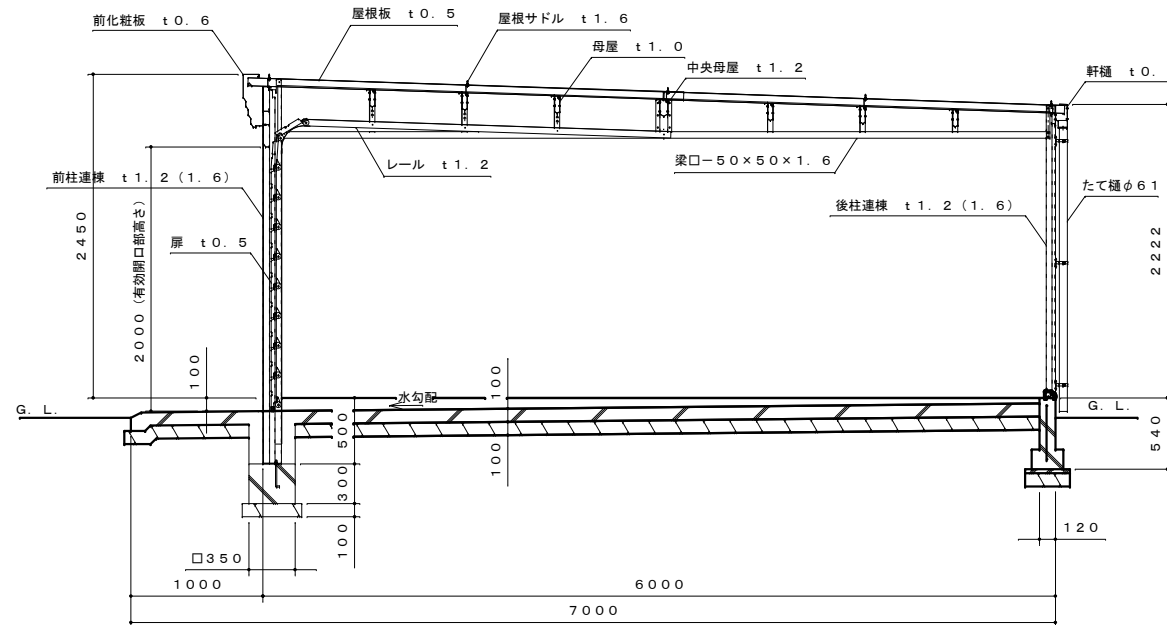 前化粧板 ｔ０．６
屋根板 ｔ０．５
屋根サドル ｔ１．６
母屋 ｔ１．０
中央母屋 ｔ１．２
軒樋 ｔ０．
レール ｔ１．２
梁口－５０×５０×１．６
前柱連棟 ｔ１．２（１．６）
後柱連棟 ｔ１．２（１．６）
たて樋φ６１
扉 ｔ０．５
２４５０
２０００（有効開口部高さ）
２２２２
１００
１００
水勾配
Ｇ．Ｌ．
Ｇ．Ｌ．
５００
１００
５４０
３００
１００
□３５０
１２０
１０００
６０００
７０００